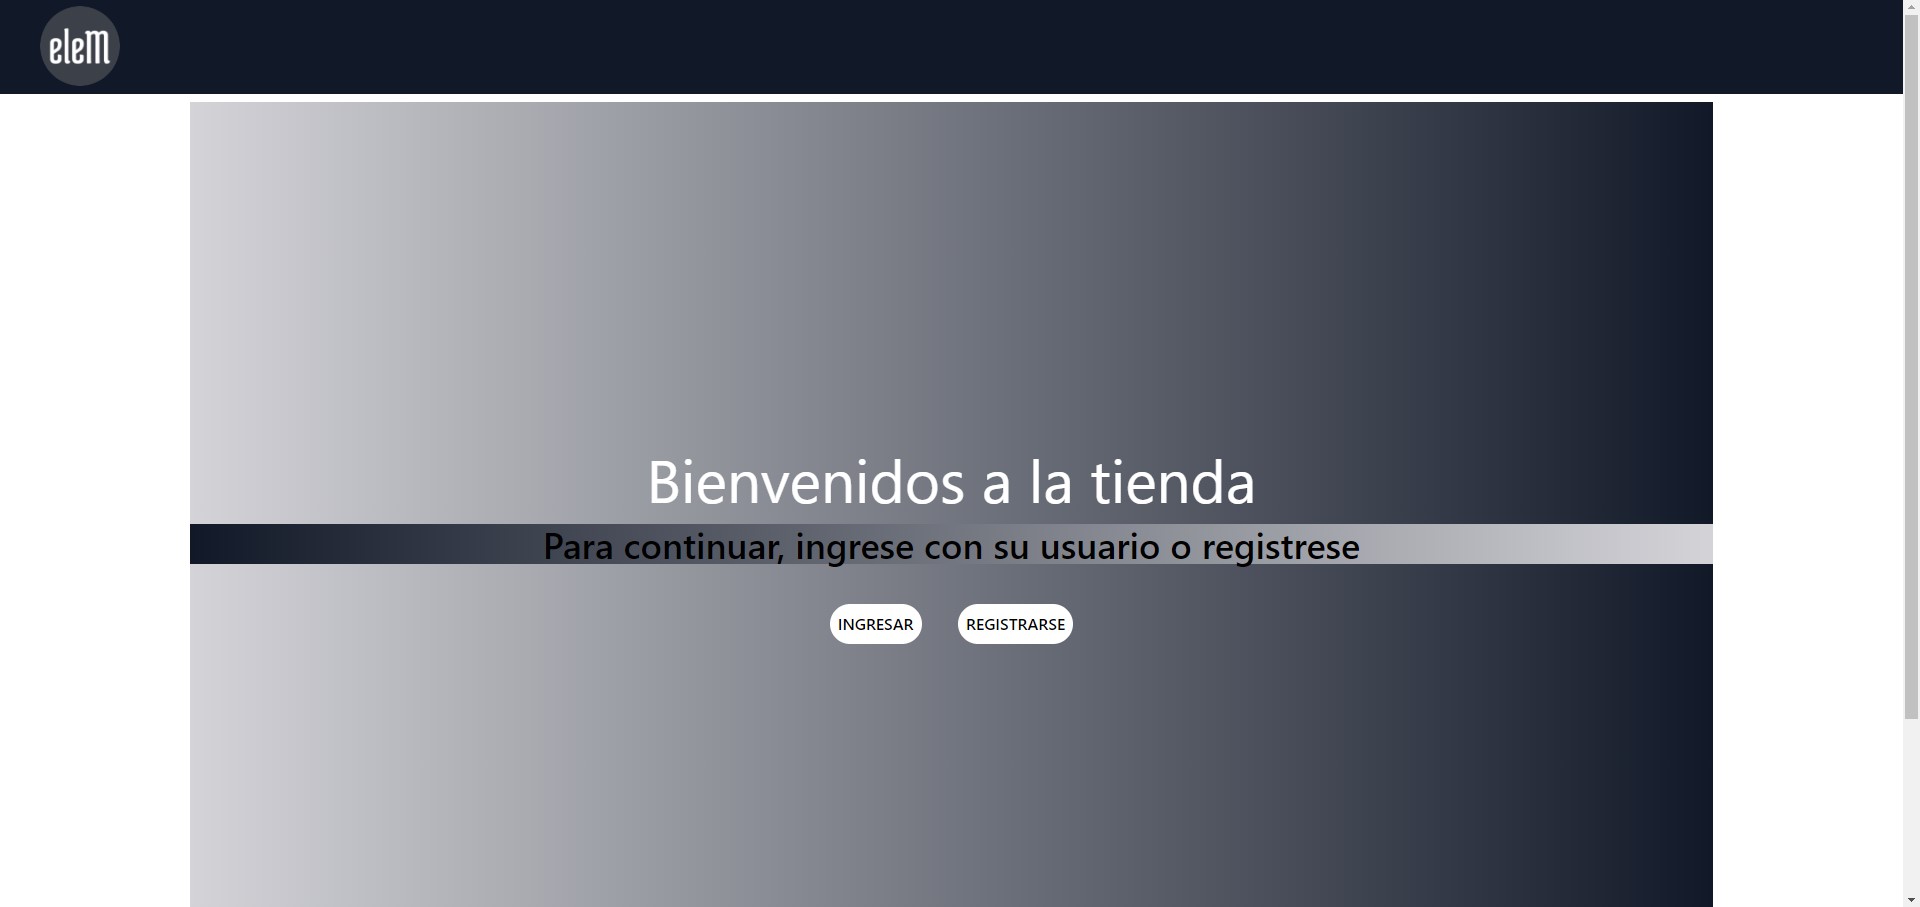 eleM
Bienvenidos a la tienda
Para continuar, ingrese con su usuario o registrese
INGRESAR
REGISTRARSE